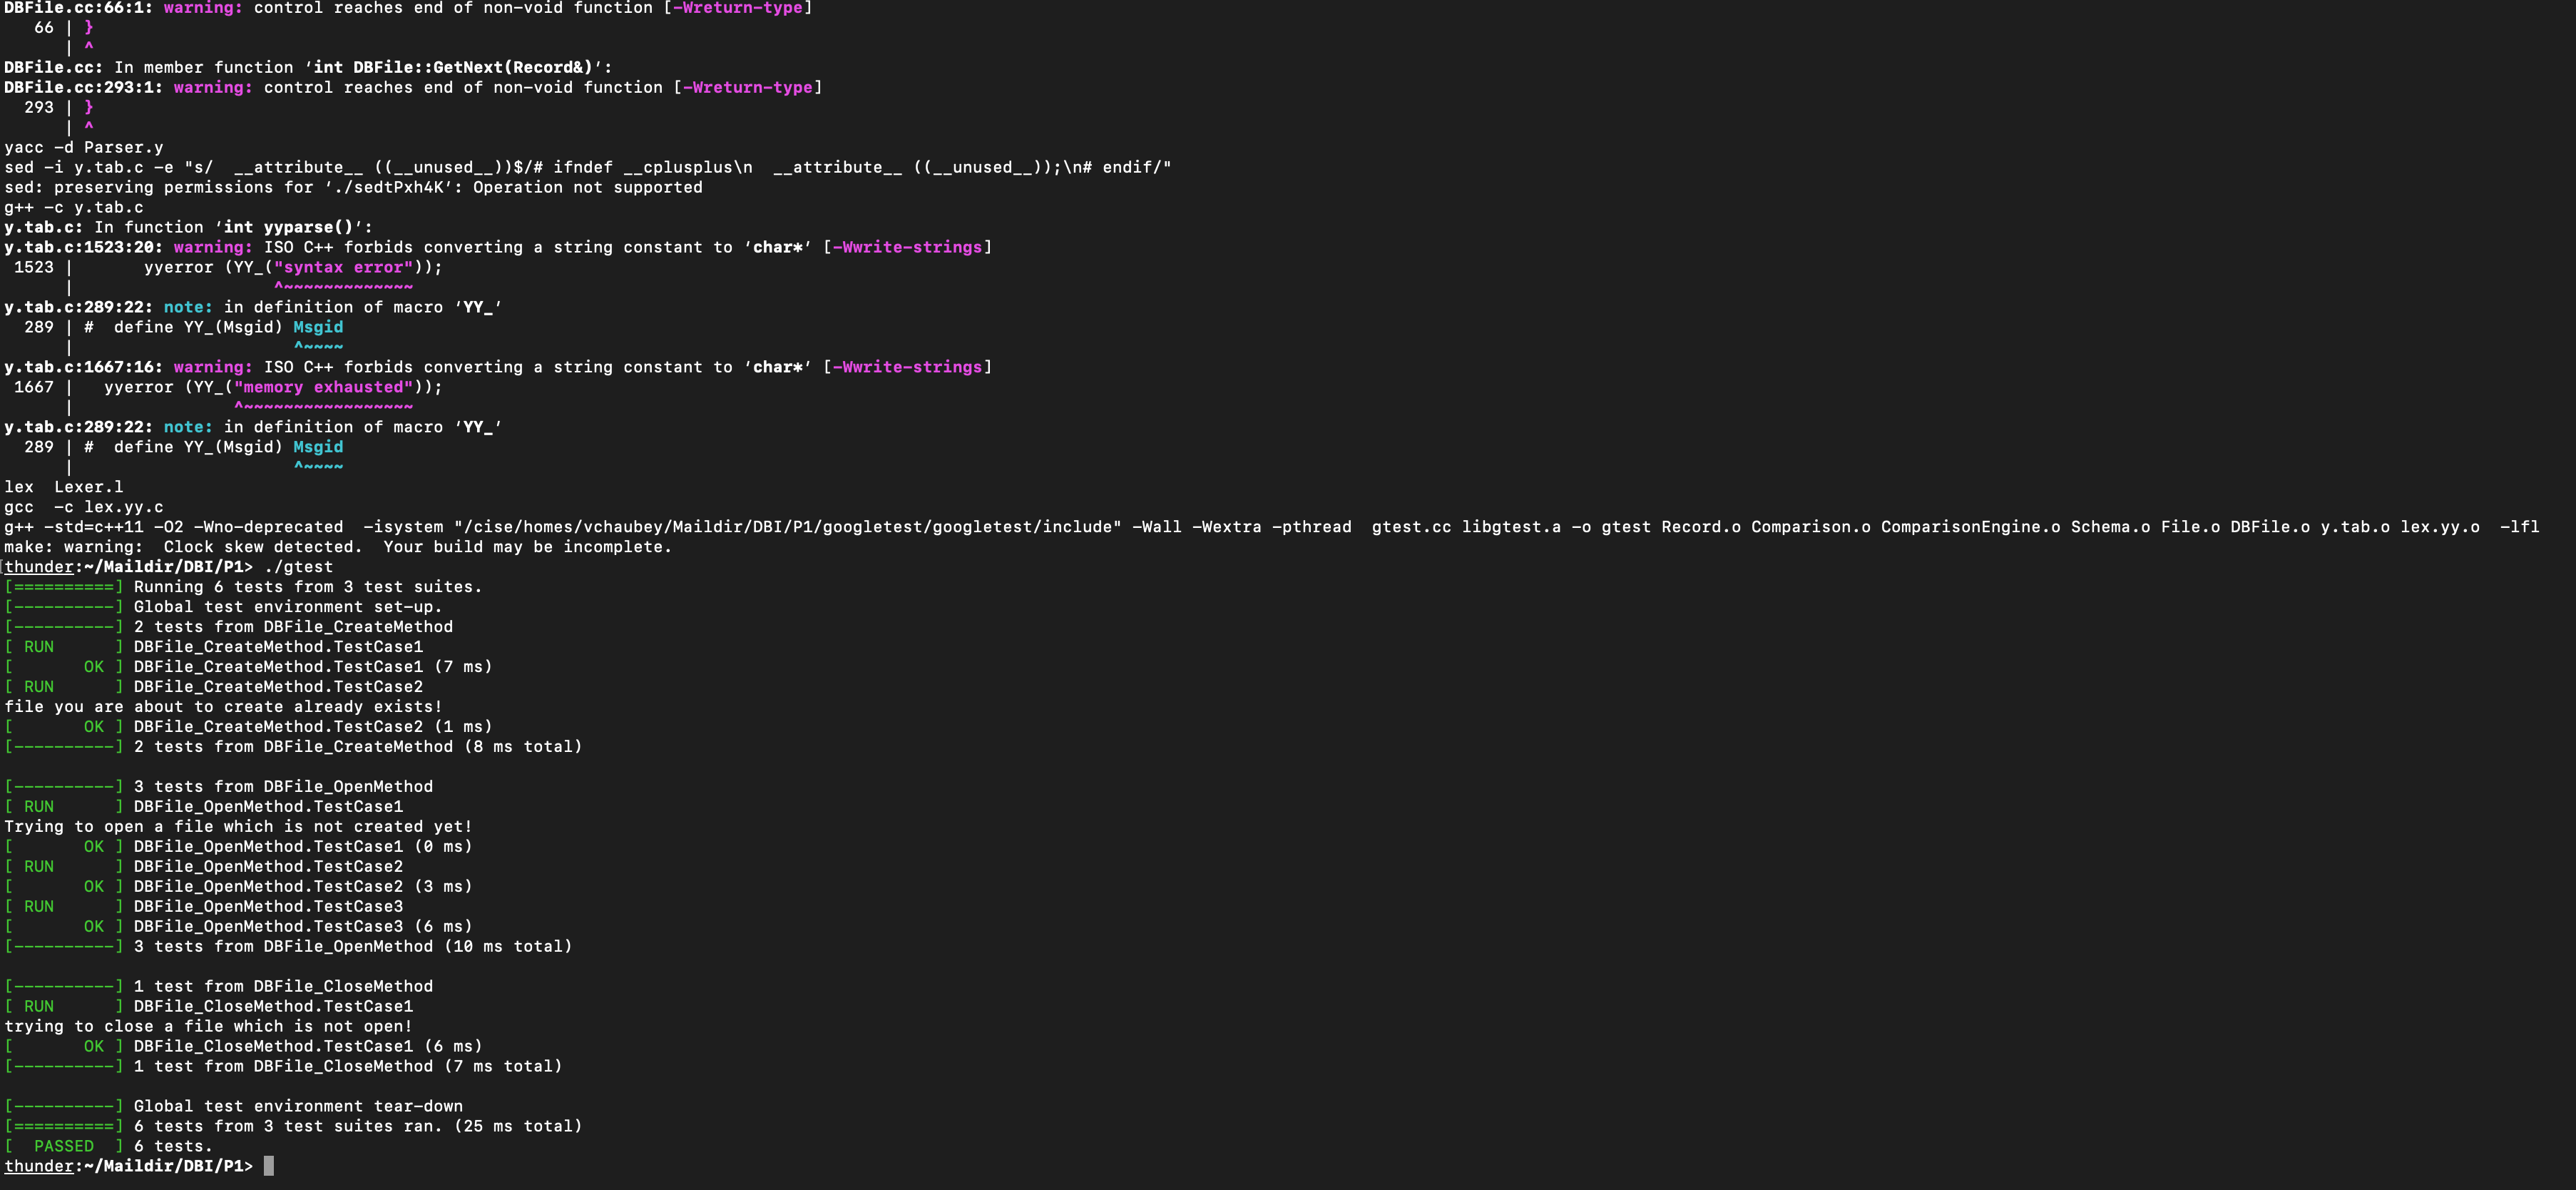 DBFile.cc:66:1: warning: control reaches end of non-void function [-Wreturn-type]
   66 | }
      | ^
DBFile.cc: In member function ‘int DBFile::GetNext(Record&)’:
DBFile.cc:293:1: warning: control reaches end of non-void function [-Wreturn-type]
  293 | }
      | ^
yacc -d Parser.y
sed -i y.tab.c -e "s/  __attribute__ ((__unused__))$/# ifndef __cplusplus\n  __attribute__ ((__unused__));\n# endif/"
sed: preserving permissions for ‘./sedtPxh4K’: Operation not supported
g++ -c y.tab.c
y.tab.c: In function ‘int yyparse()’:
y.tab.c:1523:20: warning: ISO C++ forbids converting a string constant to ‘char*’ [-Wwrite-strings]
 1523 |       yyerror (YY_("syntax error"));
      |                    ^~~~~~~~~~~~~~
y.tab.c:289:22: note: in definition of macro ‘YY_’
  289 | #  define YY_(Msgid) Msgid
      |                      ^~~~~
y.tab.c:1667:16: warning: ISO C++ forbids converting a string constant to ‘char*’ [-Wwrite-strings]
 1667 |   yyerror (YY_("memory exhausted"));
      |                ^~~~~~~~~~~~~~~~~~
y.tab.c:289:22: note: in definition of macro ‘YY_’
  289 | #  define YY_(Msgid) Msgid
      |                      ^~~~~
lex  Lexer.l
gcc  -c lex.yy.c
g++ -std=c++11 -O2 -Wno-deprecated  -isystem "/cise/homes/vchaubey/Maildir/DBI/P1/googletest/googletest/include" -Wall -Wextra -pthread  gtest.cc libgtest.a -o gtest Record.o Comparison.o ComparisonEngine.o Schema.o File.o DBFile.o y.tab.o lex.yy.o  -lfl
make: warning:  Clock skew detected.  Your build may be incomplete.
[thunder:~/Maildir/DBI/P1> ./gtest
[==========] Running 6 tests from 3 test suites.
[----------] Global test environment set-up.
[----------] 2 tests from DBFile_CreateMethod
[ RUN      ] DBFile_CreateMethod.TestCase1
[       OK ] DBFile_CreateMethod.TestCase1 (7 ms)
[ RUN      ] DBFile_CreateMethod.TestCase2
file you are about to create already exists!
[       OK ] DBFile_CreateMethod.TestCase2 (1 ms)
[----------] 2 tests from DBFile_CreateMethod (8 ms total)

[----------] 3 tests from DBFile_OpenMethod
[ RUN      ] DBFile_OpenMethod.TestCase1
Trying to open a file which is not created yet!
[       OK ] DBFile_OpenMethod.TestCase1 (0 ms)
[ RUN      ] DBFile_OpenMethod.TestCase2
[       OK ] DBFile_OpenMethod.TestCase2 (3 ms)
[ RUN      ] DBFile_OpenMethod.TestCase3
[       OK ] DBFile_OpenMethod.TestCase3 (6 ms)
[----------] 3 tests from DBFile_OpenMethod (10 ms total)

[----------] 1 test from DBFile_CloseMethod
[ RUN      ] DBFile_CloseMethod.TestCase1
trying to close a file which is not open!
[       OK ] DBFile_CloseMethod.TestCase1 (6 ms)
[----------] 1 test from DBFile_CloseMethod (7 ms total)

[----------] Global test environment tear-down
[==========] 6 tests from 3 test suites ran. (25 ms total)
[  PASSED  ] 6 tests.
thunder:~/Maildir/DBI/P1>